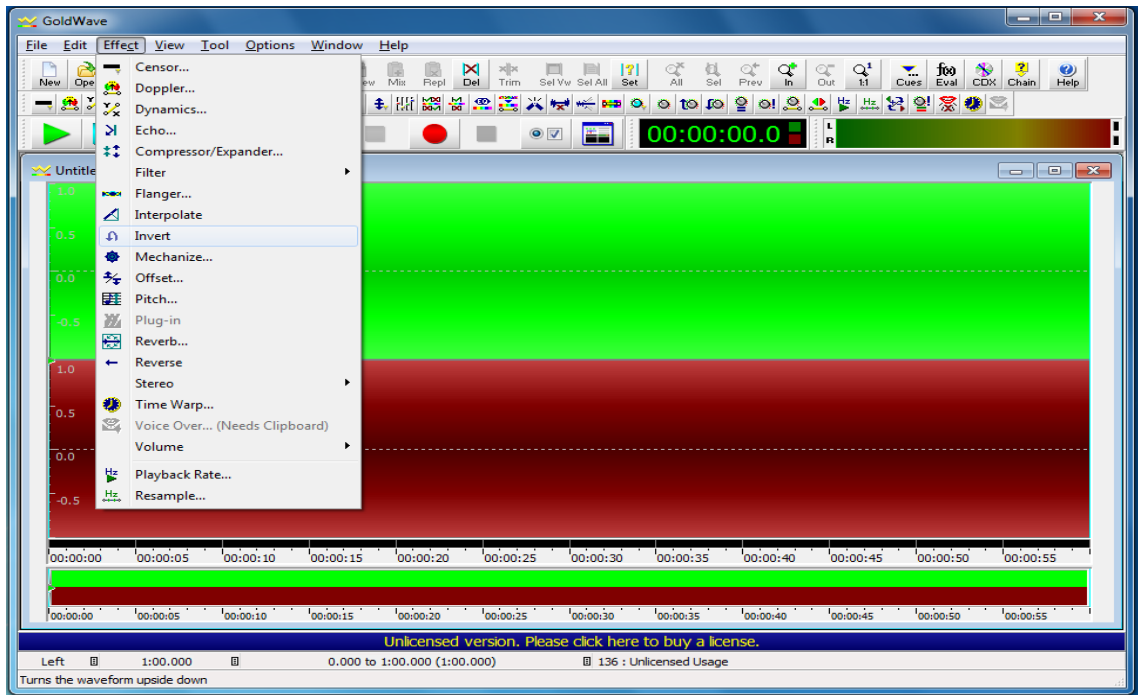 GoldWave
File Edit Effect View Tool Options Window Help
New Ope ew Mix Repl Del Trim Sel Vw Sel All Set All Sel Prev In Out 1:1 Cues Eval CDX Chain Help
00:00:00.0
L
R
Untitle
Censor...
Doppler...
Dynamics...
Echo...
Compressor/Expander...
Filter
Flanger...
Interpolate
Invert
Mechanize...
Offset...
Pitch...
Plug-in
Reverb...
Reverse
Stereo
Time Warp...
Voice Over... (Needs Clipboard)
Volume
Playback Rate...
Resample...
1.0
0.5
0.0
-0.5
1.0
0.5
0.0
-0.5
00:00:00 00:00:05 00:00:10 00:00:15 00:00:20 00:00:25 00:00:30 00:00:35 00:00:40 00:00:45 00:00:50 00:00:55
00:00:00 00:00:05 00:00:10 00:00:15 00:00:20 00:00:25 00:00:30 00:00:35 00:00:40 00:00:45 00:00:50 00:00:55
Unlicensed version. Please click here to buy a license.
Left 1:00.000 0.000 to 1:00.000 (1:00.000) 136 : Unlicensed Usage
Turns the waveform upside down